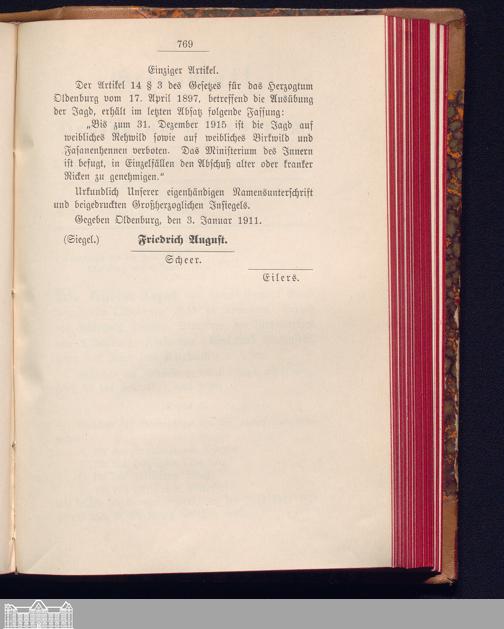 769
Einziger Artikel.
Der Artikel 14 § 3 des Gesetzes für das Herzogtum
Oldenburg vom 17. April 1897, betreffend die Ausübung
der Jagd, erhält im letzten Absatz folgende Fassung:
„Bis zum 31. Dezember 1915 ist die Jagd auf
weibliches Rehwild sowie auf weibliches Birkwild und
Fasanenhennen verboten. Das Ministerium des Innern
ist befugt, in Einzelfällen den Abschuß alter oder kranker
Ricken zu genehmigen.“
Urkundlich Unserer eigenhändigen Namensunterschrift
und beigedruckten Großherzoglichen Insiegels.
Gegeben Oldenburg, den 3. Januar 1911.
(Siegel.) Friedrich August.
Scheer.
Eilers.